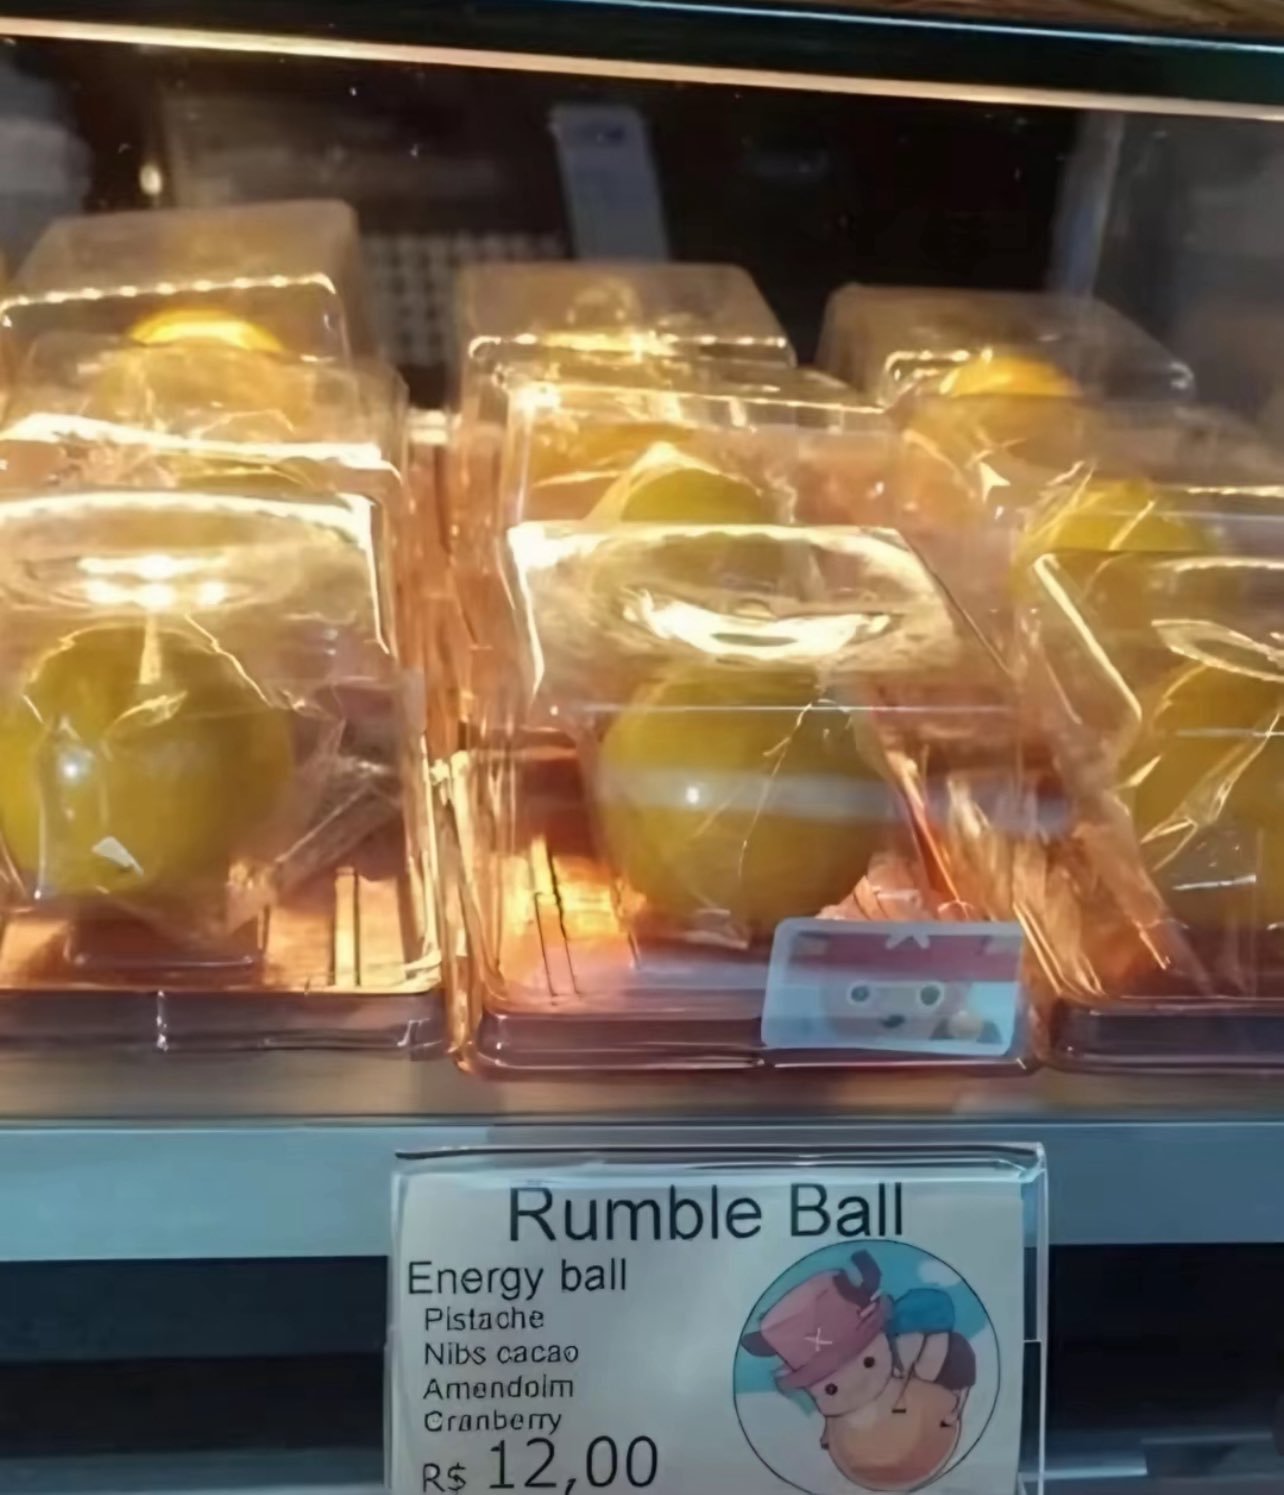 Rumble Ball
Energy ball
Pistache
Nibs cacao
Amendoim
Cranberry
R$ 12,00